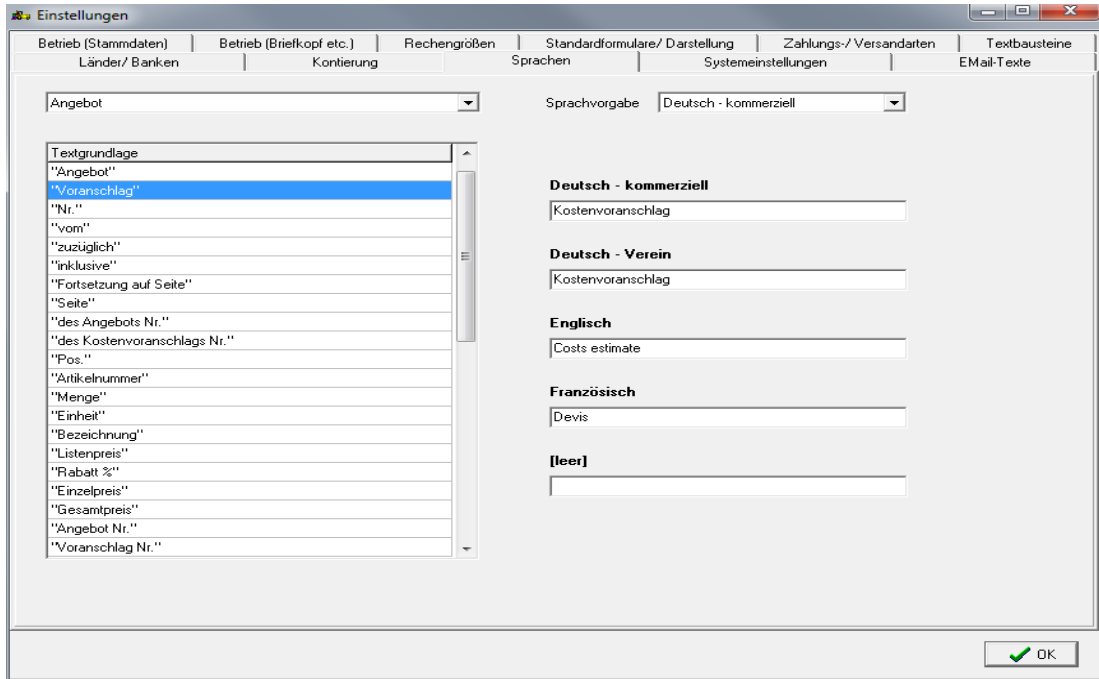 Einstellungen
Betrieb (Stammdaten) Betrieb (Briefkopf etc.) Rechengrößen Standardformulare/ Darstellung Zahlungs-/ Versandarten Textbausteine
Länder/ Banken Kontierung Sprachen Systemeinstellungen EMail-Texte
Angebot Sprachvorgabe Deutsch - kommerziell
Textgrundlage
"Angebot"
"Voranschlag"
"Nr."
"vom"
"zuzüglich"
"inklusive"
"Fortsetzung auf Seite"
"Seite"
"des Angebots Nr."
"des Kostenvoranschlags Nr."
"Pos."
"Artikelnummer"
"Menge"
"Einheit"
"Bezeichnung"
"Listenpreis"
"Rabatt %"
"Einzelpreis"
"Gesamtpreis"
"Angebot Nr."
"Voranschlag Nr."
Deutsch - kommerziell
Kostenvoranschlag
Deutsch - Verein
Kostenvoranschlag
Englisch
Costs estimate
Französisch
Devis
[leer]
OK